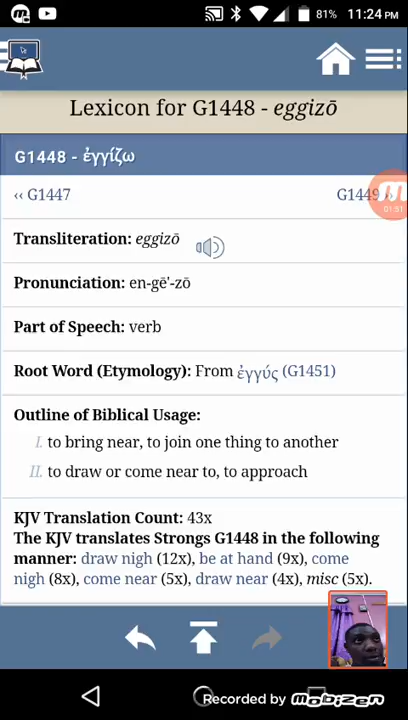 81% 11:24 PM
Lexicon for G1448 - eggizō
G1448 - ἐγγίζω
‹‹ G1447
G1449 ››
01:51
Transliteration: eggizō
Pronunciation: en-gē'-zō
Part of Speech: verb
Root Word (Etymology): From ἐγγύς (G1451)
Outline of Biblical Usage:
I. to bring near, to join one thing to another
II. to draw or come near to, to approach
KJV Translation Count: 43x
The KJV translates Strongs G1448 in the following
manner: draw nigh (12x), be at hand (9x), come
nigh (8x), come near (5x), draw near (4x), misc (5x).
Recorded by mobizen